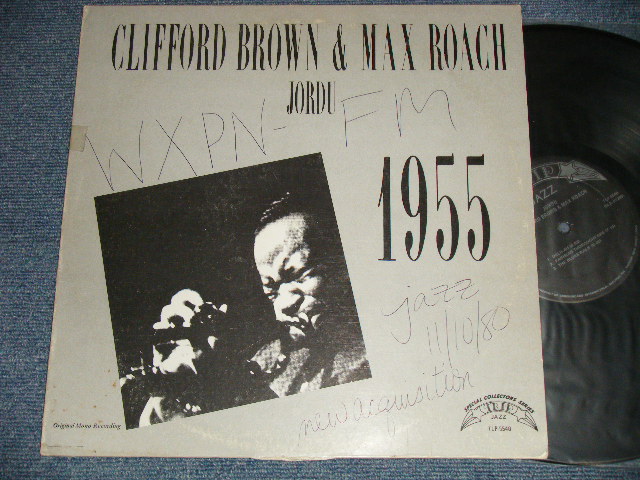 CLIFFORD BROWN & MAX ROACH
JORDU
WXPN-FM
1955
jazz
11/10/80
new acquisition
Original Mono Recording
SPECIAL COLLECTORS SERIES
JAZZ
JAZZ